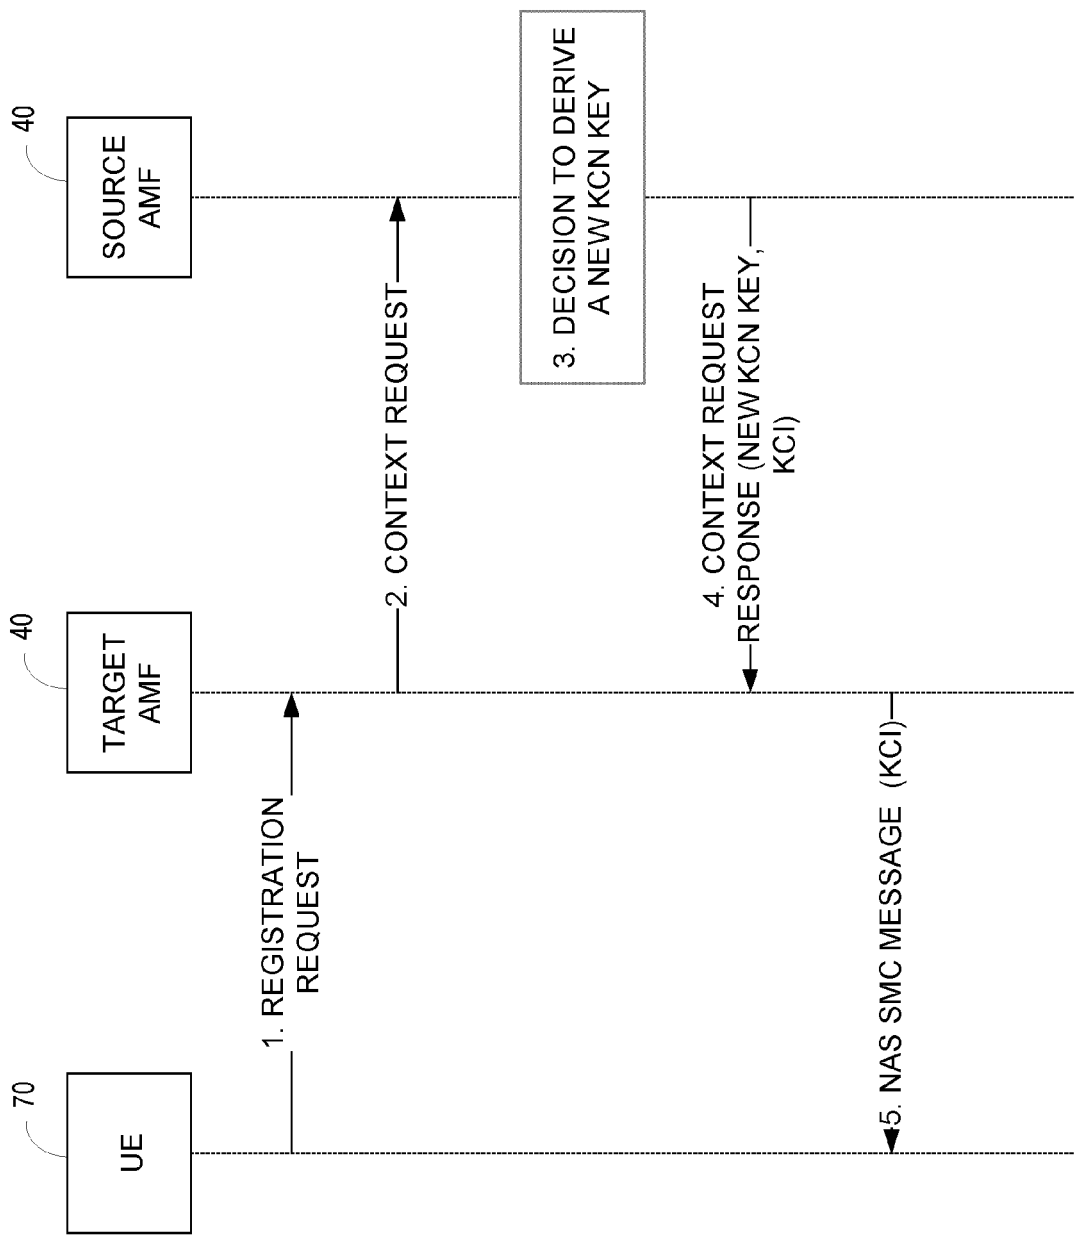 70
UE
40
TARGET
AMF
40
SOURCE
AMF
1. REGISTRATION
REQUEST
2. CONTEXT REQUEST
3. DECISION TO DERIVE
A NEW KCN KEY
4. CONTEXT REQUEST
RESPONSE (NEW KCN KEY,
KCI)
5. NAS SMC MESSAGE (KCI)